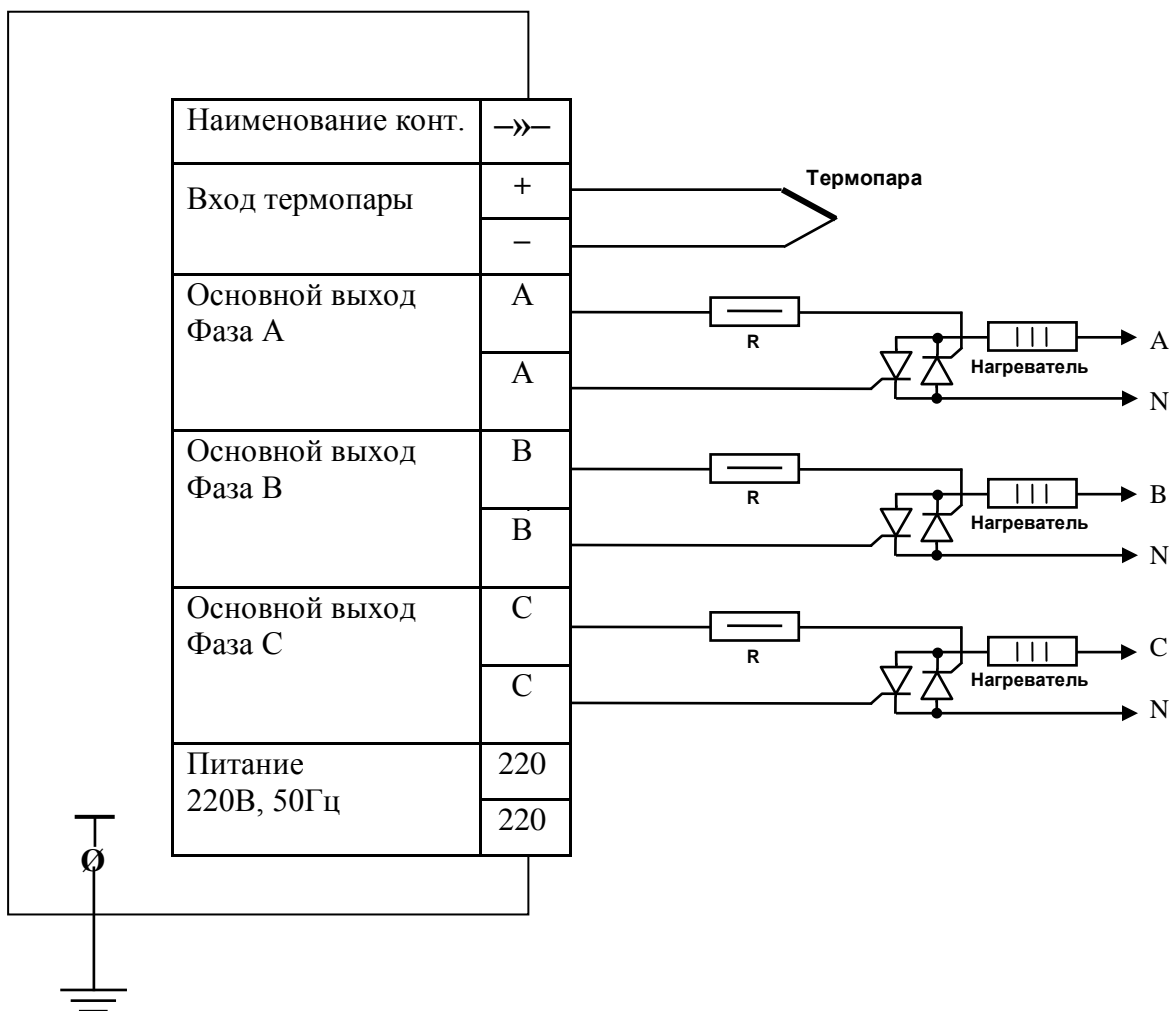 Наименование конт. –»–
Вход термопары +
–
Термопара
Основной выход A
Фаза А
A
R
Нагреватель
A
N
Основной выход B
Фаза В
B
R
Нагреватель
B
N
Основной выход C
Фаза С
C
R
Нагреватель
C
N
Питание 220
220В, 50Гц
220
Ø